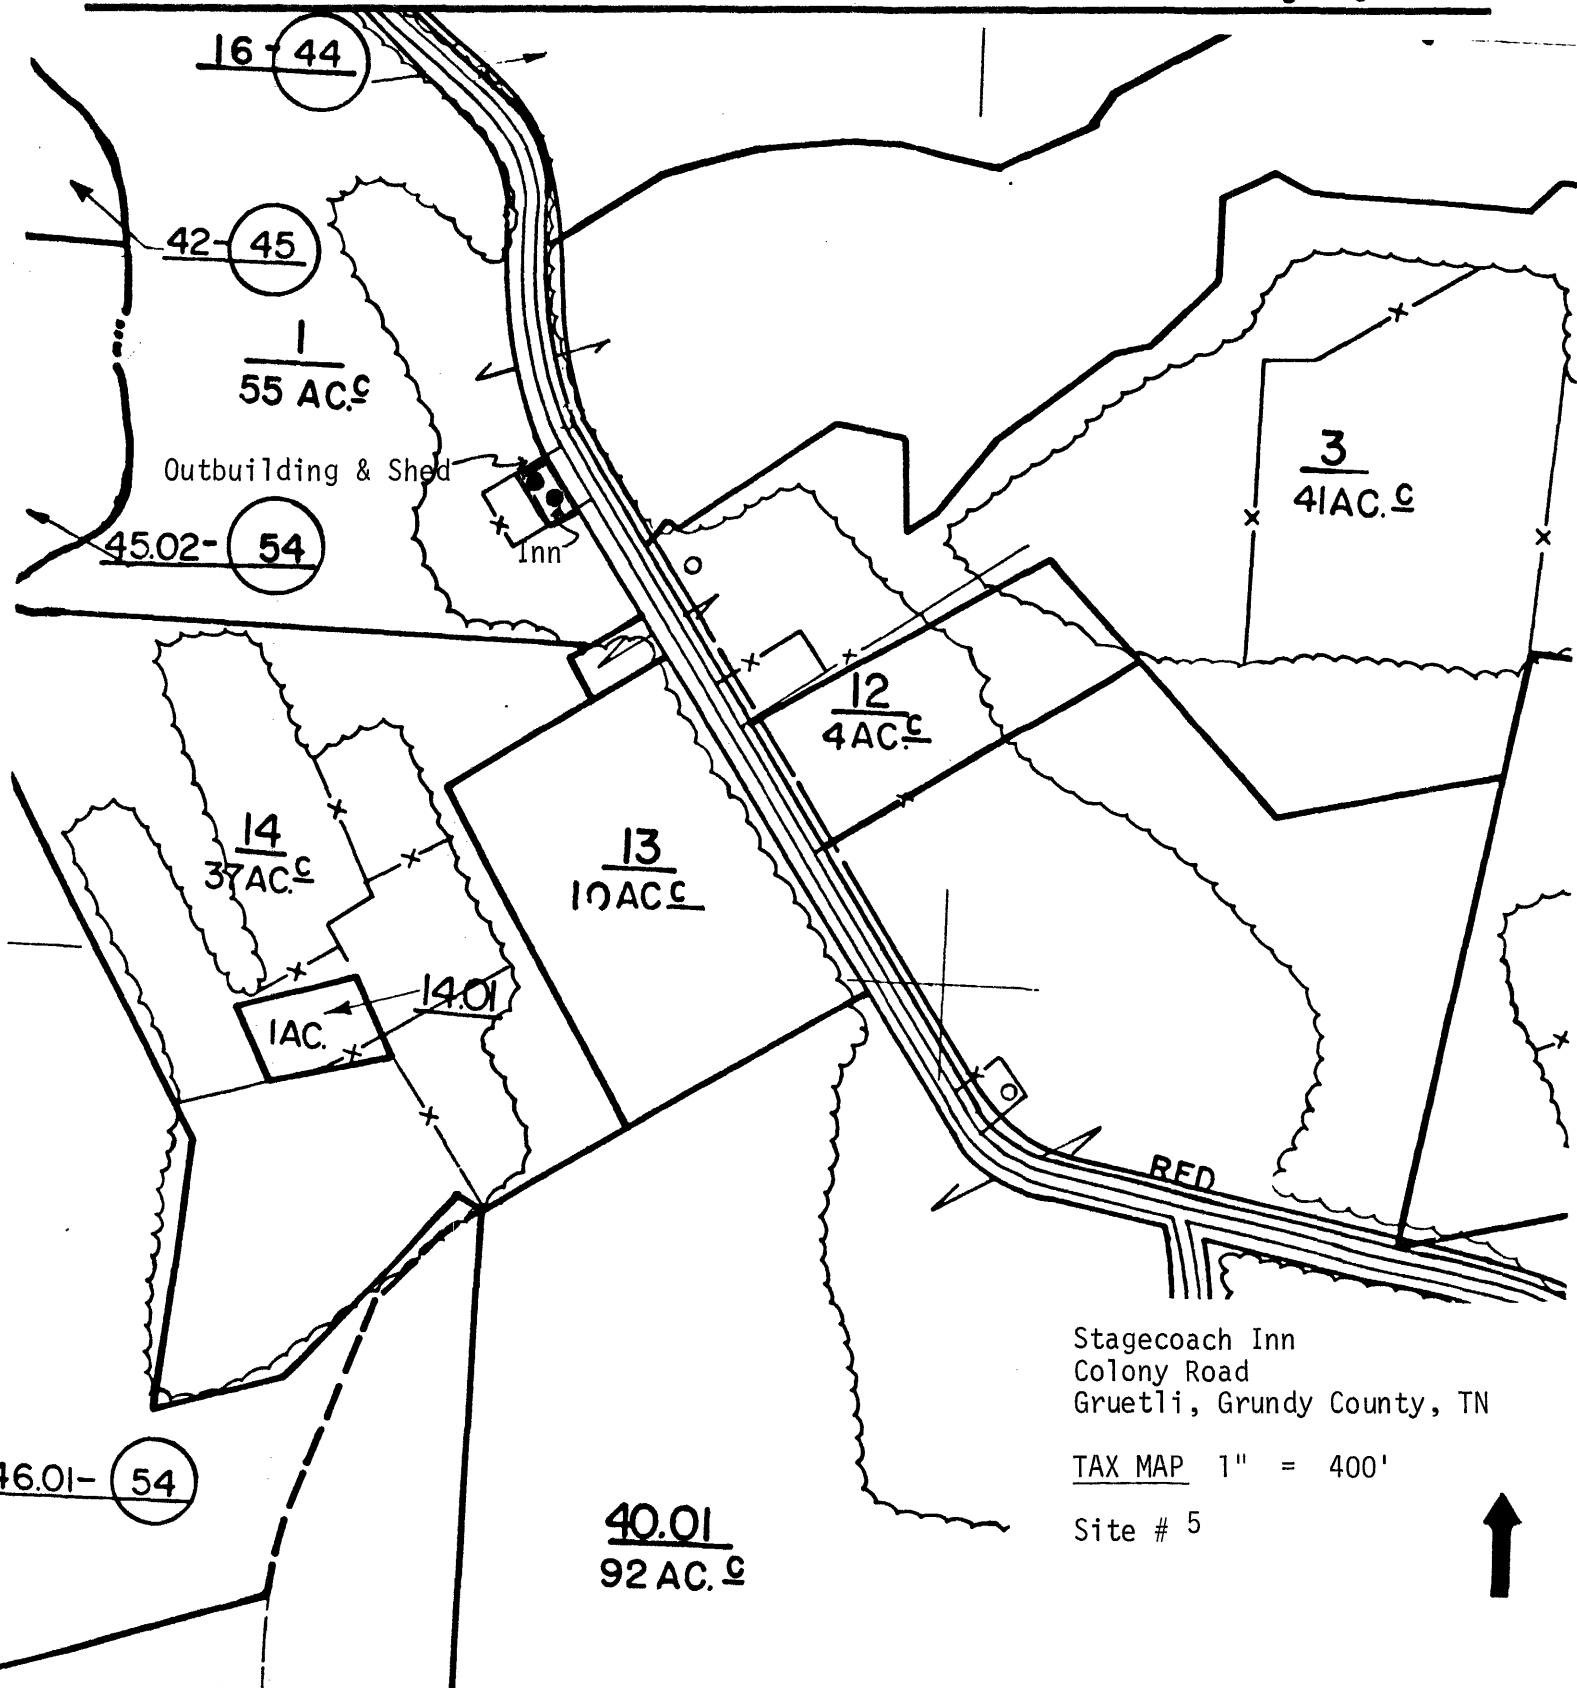 16-44
42-45
1
55 AC. c
Outbuilding & Shed
45.02- 54
Inn
3
41AC. c
12
4AC. c
14
37AC. c
13
10AC c
14.01
1AC.
RED
Stagecoach Inn
Colony Road
Gruetli, Grundy County, TN
TAX MAP 1" = 400'
Site # 5
46.01- 54
40.01
92 AC. c